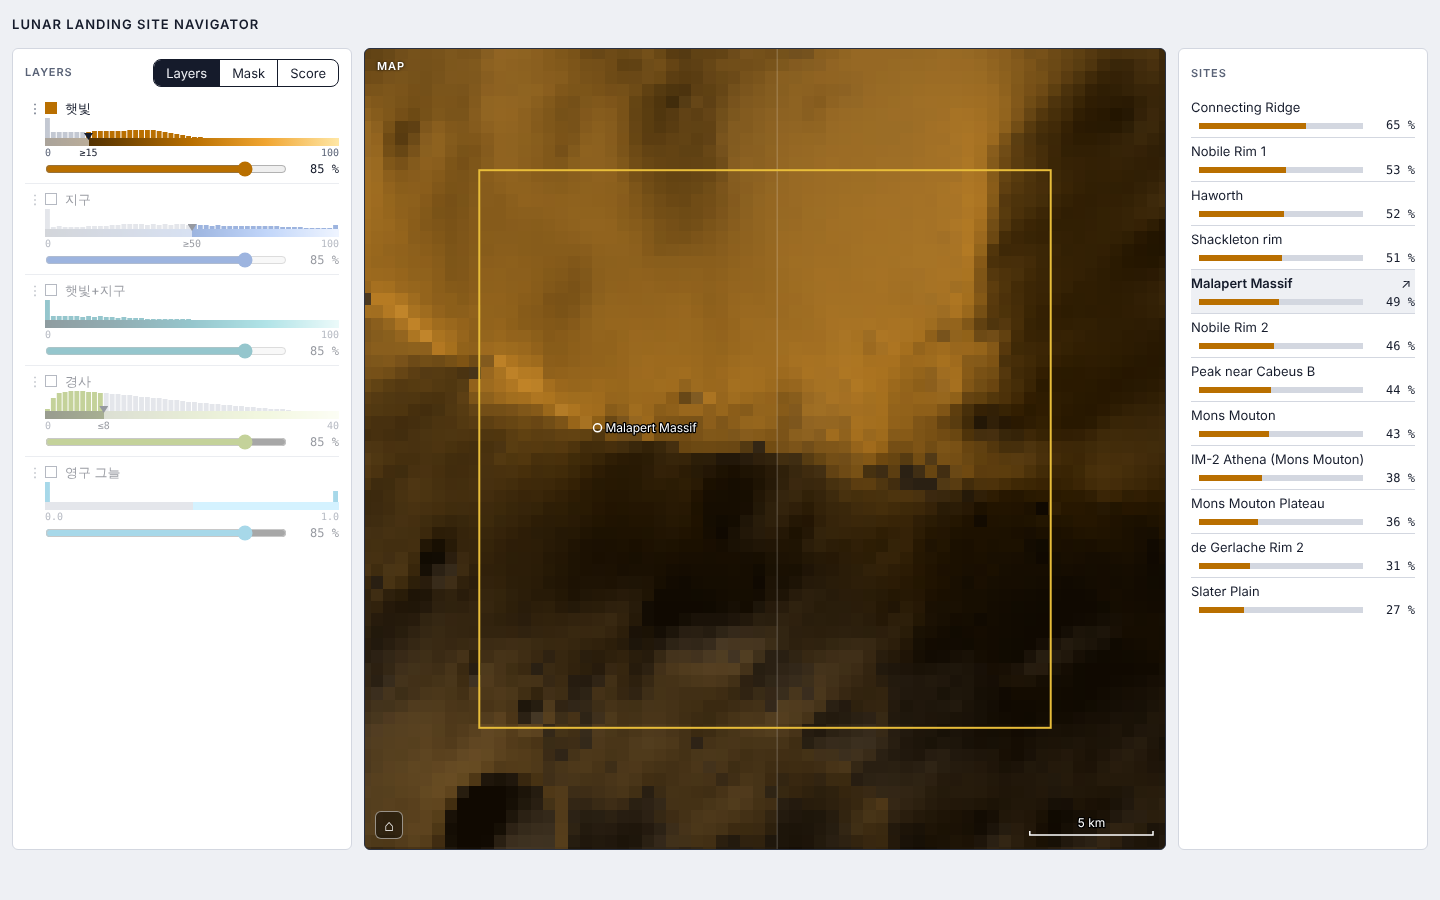 LUNAR LANDING SITE NAVIGATOR
LAYERS
Layers Mask Score
햇빛
0 ≥15 100
85 %
지구
0 ≥50 100
85 %
햇빛+지구
0 100
85 %
경사
0 ≤8 40
85 %
영구 그늘
0.0 1.0
85 %
MAP
Malapert Massif
5 km
SITES
Connecting Ridge
65 %
Nobile Rim 1
53 %
Haworth
52 %
Shackleton rim
51 %
Malapert Massif
49 %
Nobile Rim 2
46 %
Peak near Cabeus B
44 %
Mons Mouton
43 %
IM-2 Athena (Mons Mouton)
38 %
Mons Mouton Plateau
36 %
de Gerlache Rim 2
31 %
Slater Plain
27 %